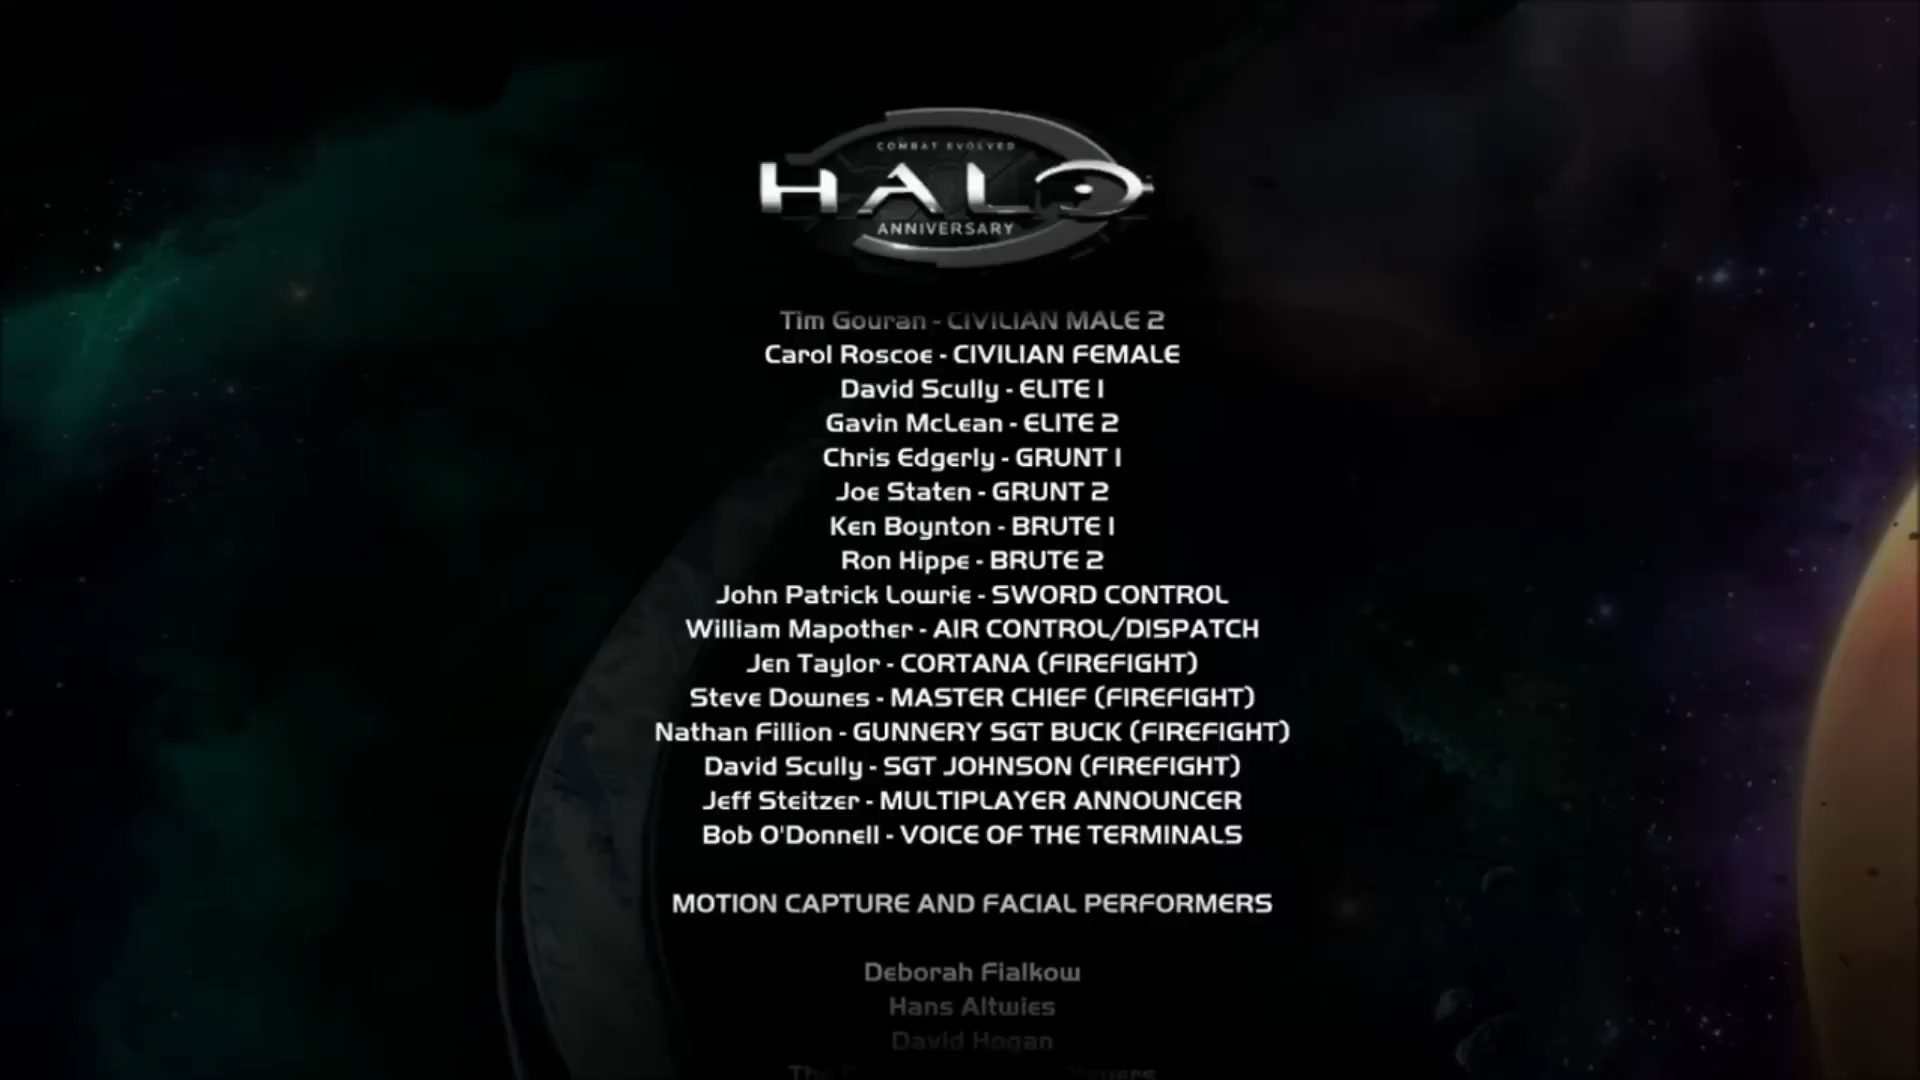 COMBAT EVOLVED
HALO
ANNIVERSARY
Tim Gouran - CIVILIAN MALE 2
Carol Roscoe - CIVILIAN FEMALE
David Scully - ELITE 1
Gavin McLean - ELITE 2
Chris Edgerly - GRUNT 1
Joe Staten - GRUNT 2
Ken Boynton - BRUTE 1
Ron Hippe - BRUTE 2
John Patrick Lowrie - SWORD CONTROL
William Mapother - AIR CONTROL/DISPATCH
Jen Taylor - CORTANA (FIREFIGHT)
Steve Downes - MASTER CHIEF (FIREFIGHT)
Nathan Fillion - GUNNERY SGT BUCK (FIREFIGHT)
David Scully - SGT JOHNSON (FIREFIGHT)
Jeff Steitzer - MULTIPLAYER ANNOUNCER
Bob O'Donnell - VOICE OF THE TERMINALS
MOTION CAPTURE AND FACIAL PERFORMERS
Deborah Fialkow
Hans Altwies
David Hogan
The